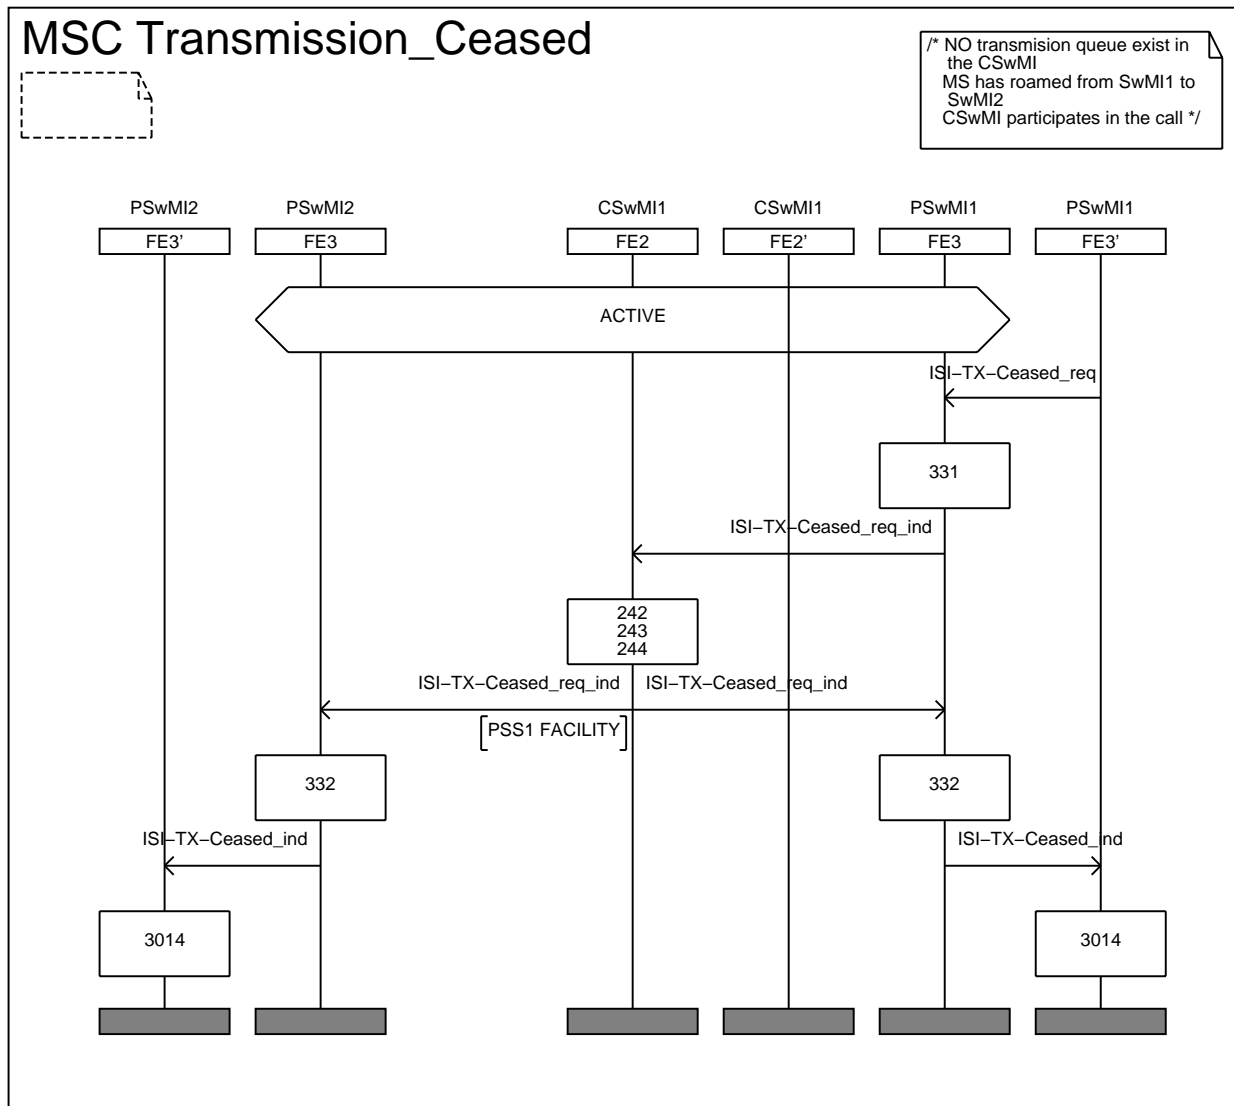 MSC Transmission_Ceased
/* NO transmision queue exist in
the CSwMI
MS has roamed from SwMI1 to
SwMI2
CSwMI participates in the call */
PSwMI2 PSwMI2 CSwMI1 CSwMI1 PSwMI1 PSwMI1
FE3' FE3 FE2 FE2' FE3 FE3'
ACTIVE
ISI−TX−Ceased_req
331
ISI−TX−Ceased_req_ind
242
243
244
ISI−TX−Ceased_req_ind ISI−TX−Ceased_req_ind
[PSS1 FACILITY]
332 332
ISI−TX−Ceased_ind ISI−TX−Ceased_ind
3014 3014